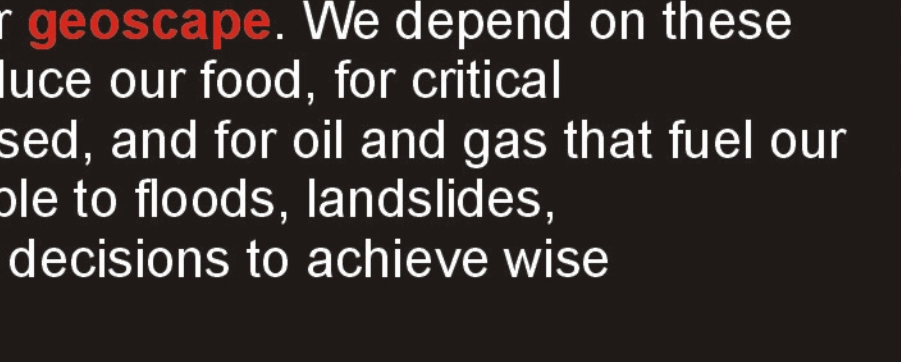 r geoscape. We depend on these
luce our food, for critical
sed, and for oil and gas that fuel our
ble to floods, landslides,
decisions to achieve wise